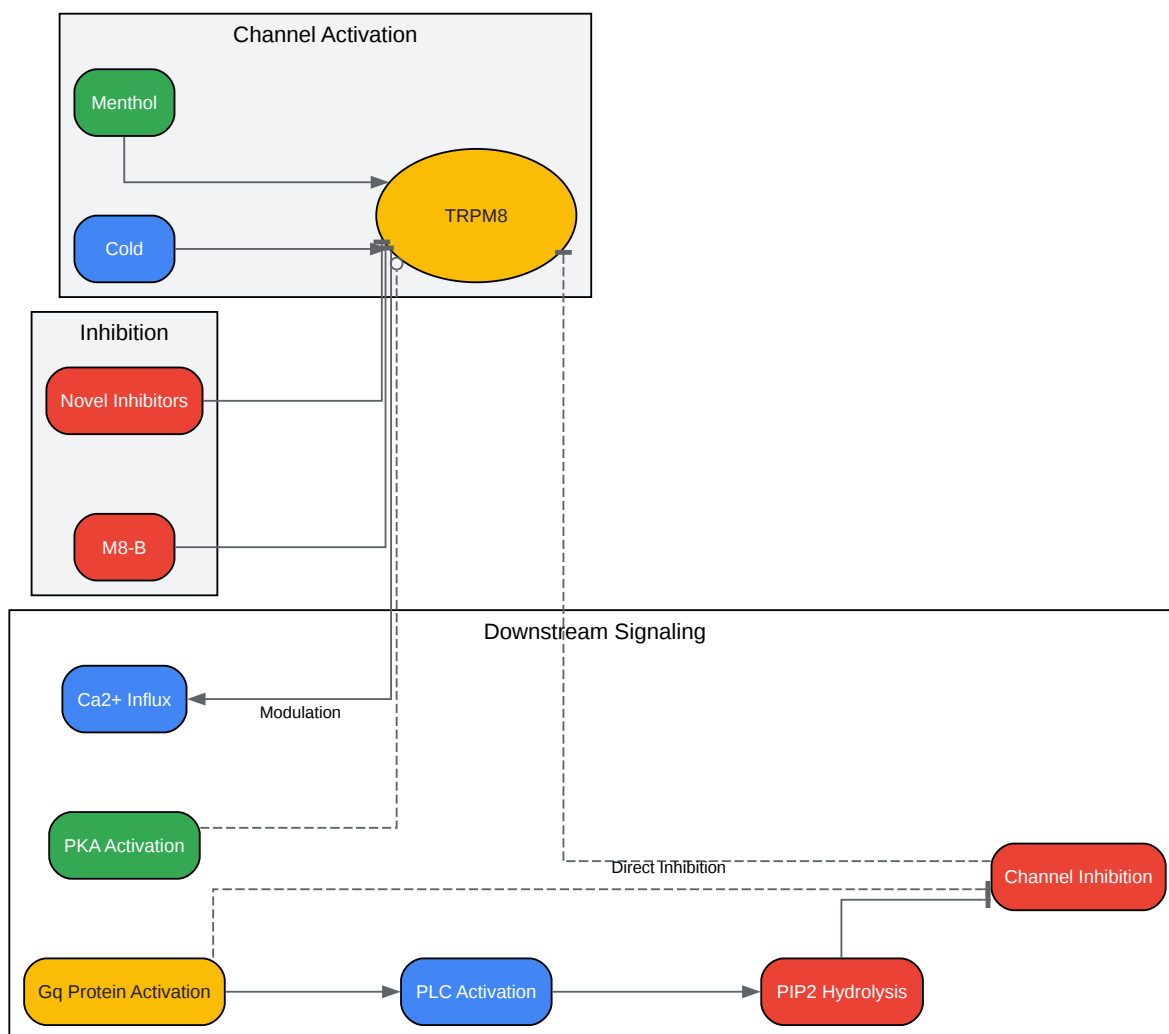 Channel Activation
Menthol
TRPM8
Cold
Inhibition
Novel Inhibitors
M8-B
Downstream Signaling
Ca2+ Influx
Modulation
PKA Activation
Direct Inhibition
Channel Inhibition
Gq Protein Activation
PLC Activation
PIP2 Hydrolysis